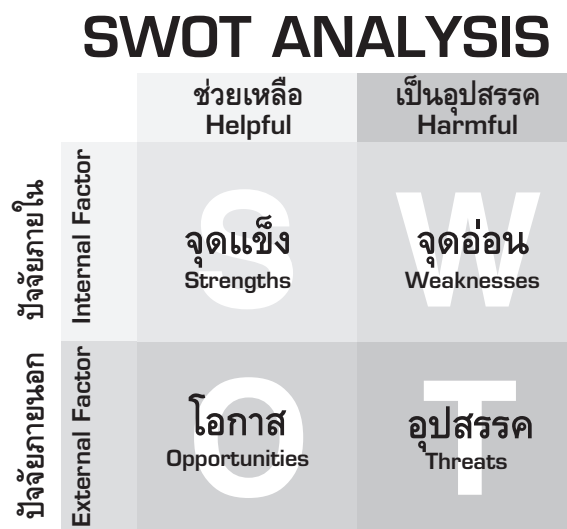 SWOT ANALYSIS
ช่วยเหลือ
Helpful
เป็นอุปสรรค
Harmful
ปัจจัยภายใน
Internal Factor
S
จุดแข็ง
Strengths
W
จุดอ่อน
Weaknesses
ปัจจัยภายนอก
External Factor
O
โอกาส
Opportunities
T
อุปสรรค
Threats